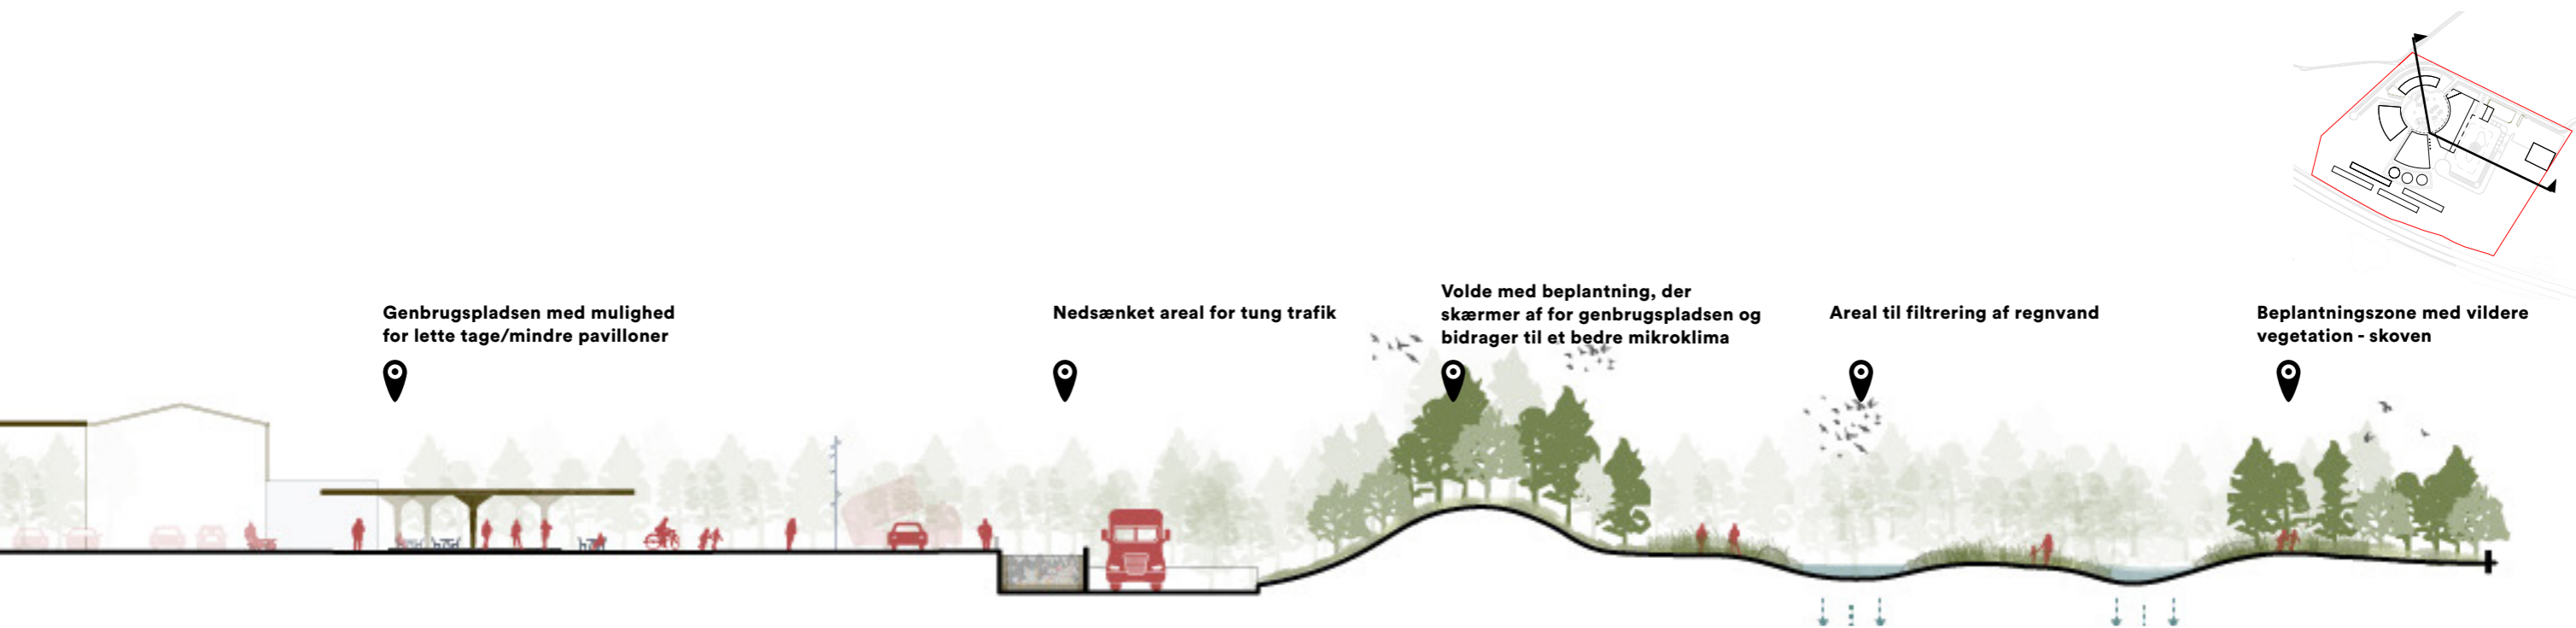 Genbrugspladsen med mulighed
for lette tage/mindre pavilloner
Nedsænket areal for tung trafik
Volde med beplantning, der
skærmer af for genbrugspladsen og
bidrager til et bedre mikroklima
Areal til filtrering af regnvand
Beplantningszone med vildere
vegetation - skoven